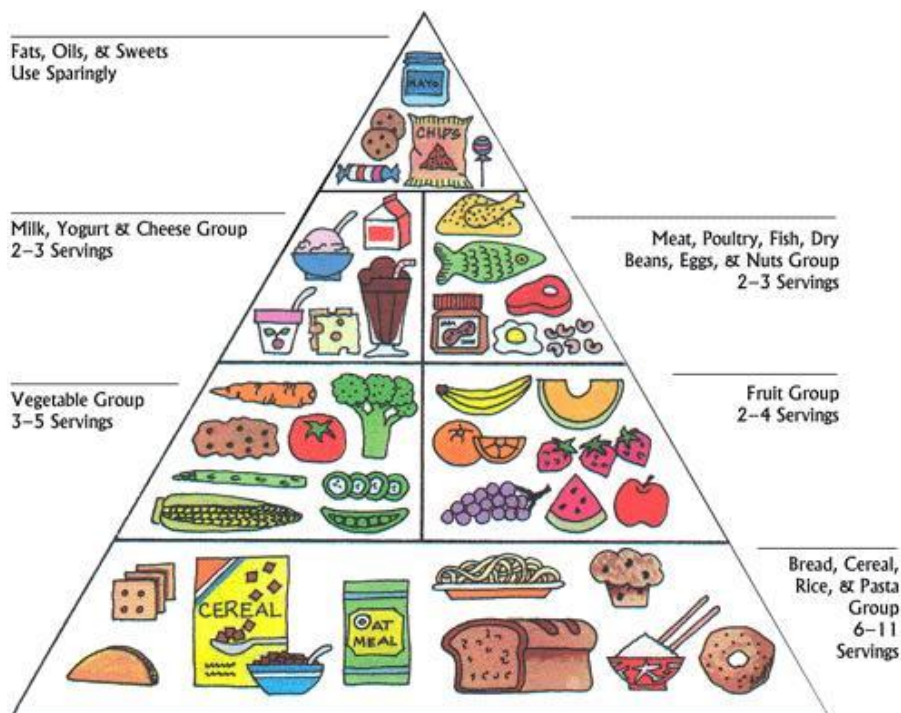 Fats, Oils, & Sweets
Use Sparingly
MAYO
CHIPS
Milk, Yogurt & Cheese Group
2–3 Servings
Meat, Poultry, Fish, Dry
Beans, Eggs, & Nuts Group
2–3 Servings
Vegetable Group
3–5 Servings
Fruit Group
2–4 Servings
Bread, Cereal,
Rice, & Pasta
Group
6–11
Servings
CEREAL
OAT
MEAL